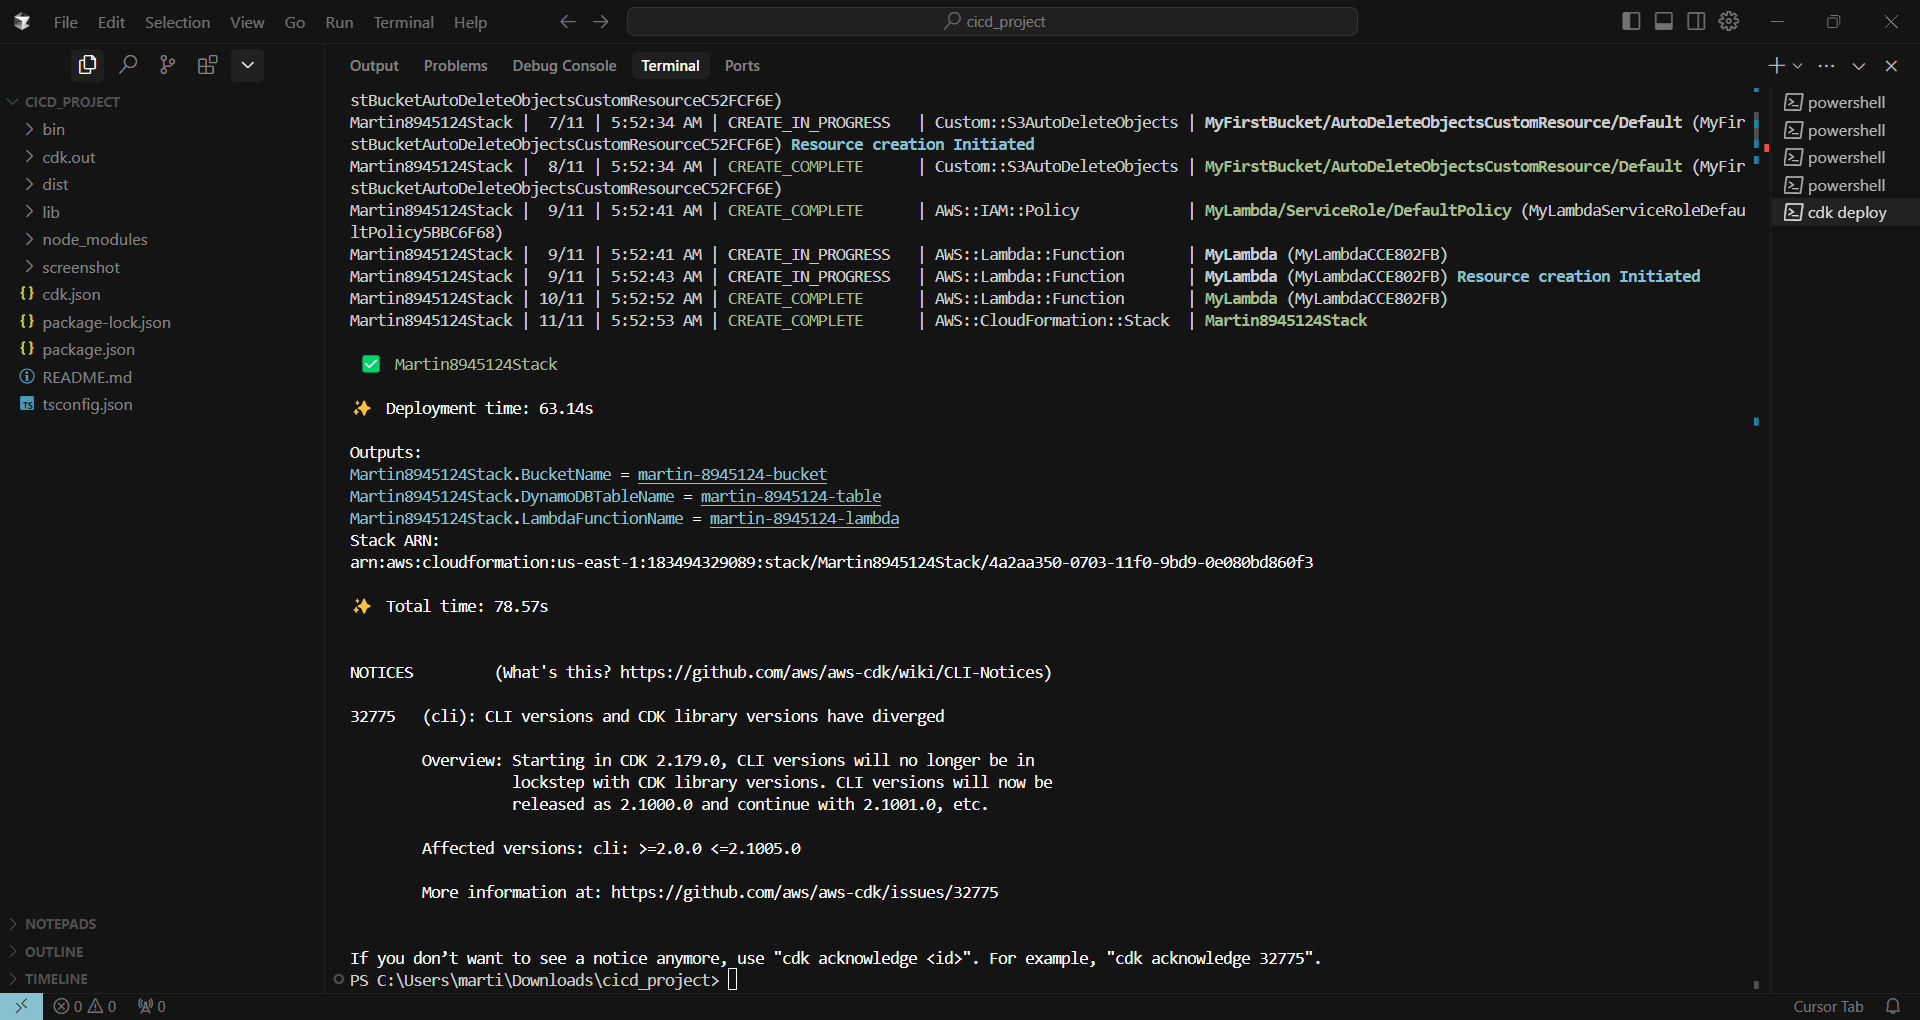 File Edit Selection View Go Run Terminal Help
cicd_project
Output Problems Debug Console Terminal Ports
CICD_PROJECT
bin
cdk.out
dist
lib
node_modules
screenshot
cdk.json
package-lock.json
package.json
README.md
tsconfig.json
NOTEPADS
OUTLINE
TIMELINE
stBucketAutoDeleteObjectsCustomResourceC52FCF6E)
Martin8945124Stack | 7/11 | 5:52:34 AM | CREATE_IN_PROGRESS | Custom::S3AutoDeleteObjects | MyFirstBucket/AutoDeleteObjectsCustomResource/Default (MyFir
stBucketAutoDeleteObjectsCustomResourceC52FCF6E) Resource creation Initiated
Martin8945124Stack | 8/11 | 5:52:34 AM | CREATE_COMPLETE | Custom::S3AutoDeleteObjects | MyFirstBucket/AutoDeleteObjectsCustomResource/Default (MyFir
stBucketAutoDeleteObjectsCustomResourceC52FCF6E)
Martin8945124Stack | 9/11 | 5:52:41 AM | CREATE_COMPLETE | AWS::IAM::Policy | MyLambda/ServiceRole/DefaultPolicy (MyLambdaServiceRoleDefau
ltPolicy5BBC6F68)
Martin8945124Stack | 9/11 | 5:52:41 AM | CREATE_IN_PROGRESS | AWS::Lambda::Function | MyLambda (MyLambdaCCE802FB)
Martin8945124Stack | 9/11 | 5:52:43 AM | CREATE_IN_PROGRESS | AWS::Lambda::Function | MyLambda (MyLambdaCCE802FB) Resource creation Initiated
Martin8945124Stack | 10/11 | 5:52:52 AM | CREATE_COMPLETE | AWS::Lambda::Function | MyLambda (MyLambdaCCE802FB)
Martin8945124Stack | 11/11 | 5:52:53 AM | CREATE_COMPLETE | AWS::CloudFormation::Stack | Martin8945124Stack
✅ Martin8945124Stack
✨ Deployment time: 63.14s
Outputs:
Martin8945124Stack.BucketName = martin-8945124-bucket
Martin8945124Stack.DynamoDBTableName = martin-8945124-table
Martin8945124Stack.LambdaFunctionName = martin-8945124-lambda
Stack ARN:
arn:aws:cloudformation:us-east-1:183494329089:stack/Martin8945124Stack/4a2aa350-0703-11f0-9bd9-0e080bd860f3
✨ Total time: 78.57s
NOTICES (What's this? https://github.com/aws/aws-cdk/wiki/CLI-Notices)
32775 (cli): CLI versions and CDK library versions have diverged
Overview: Starting in CDK 2.179.0, CLI versions will no longer be in
lockstep with CDK library versions. CLI versions will now be
released as 2.1000.0 and continue with 2.1001.0, etc.
Affected versions: cli: >=2.0.0 <=2.1005.0
More information at: https://github.com/aws/aws-cdk/issues/32775
If you don’t want to see a notice anymore, use "cdk acknowledge <id>". For example, "cdk acknowledge 32775".
PS C:\Users\marti\Downloads\cicd_project>
powershell
powershell
powershell
powershell
cdk deploy
0 0 0
Cursor Tab